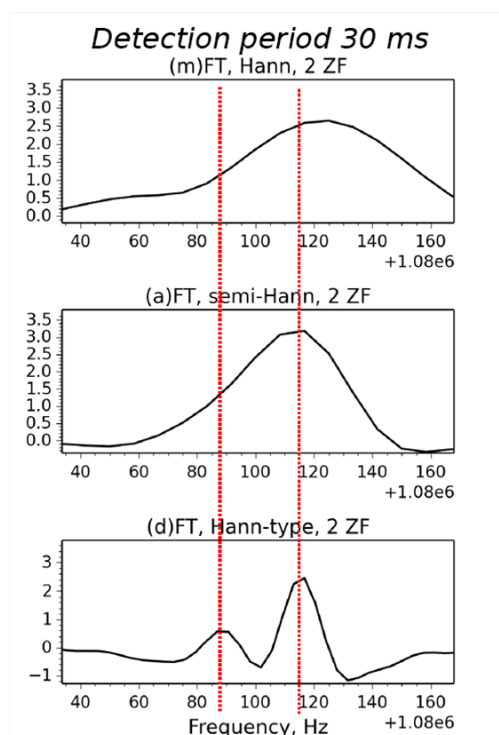 Detection period 30 ms
(m)FT, Hann, 2 ZF
3.5
3.0
2.5
2.0
1.5
1.0
0.5
0.0
40 60 80 100 120 140 160
+1.08e6
(a)FT, semi-Hann, 2 ZF
3.5
3.0
2.5
2.0
1.5
1.0
0.5
0.0
40 60 80 100 120 140 160
+1.08e6
(d)FT, Hann-type, 2 ZF
3
2
1
0
−1
40 60 80 100 120 140 160
Frequency, Hz
+1.08e6